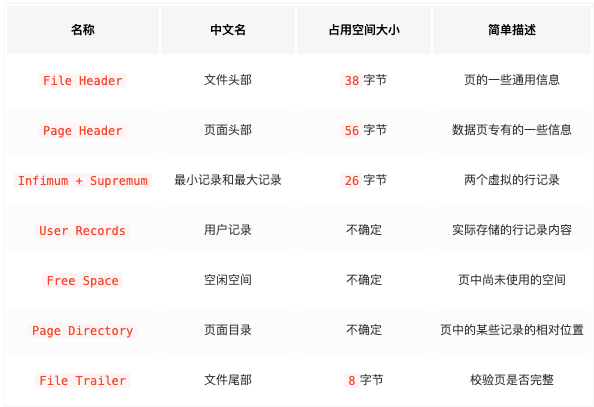 名称 中文名 占用空间大小 简单描述
File Header 文件头部 38 字节 页的一些通用信息
Page Header 页面头部 56 字节 数据页专有的一些信息
Infimum + Supremum 最小记录和最大记录 26 字节 两个虚拟的行记录
User Records 用户记录 不确定 实际存储的行记录内容
Free Space 空闲空间 不确定 页中尚未使用的空间
Page Directory 页面目录 不确定 页中的某些记录的相对位置
File Trailer 文件尾部 8 字节 校验页是否完整